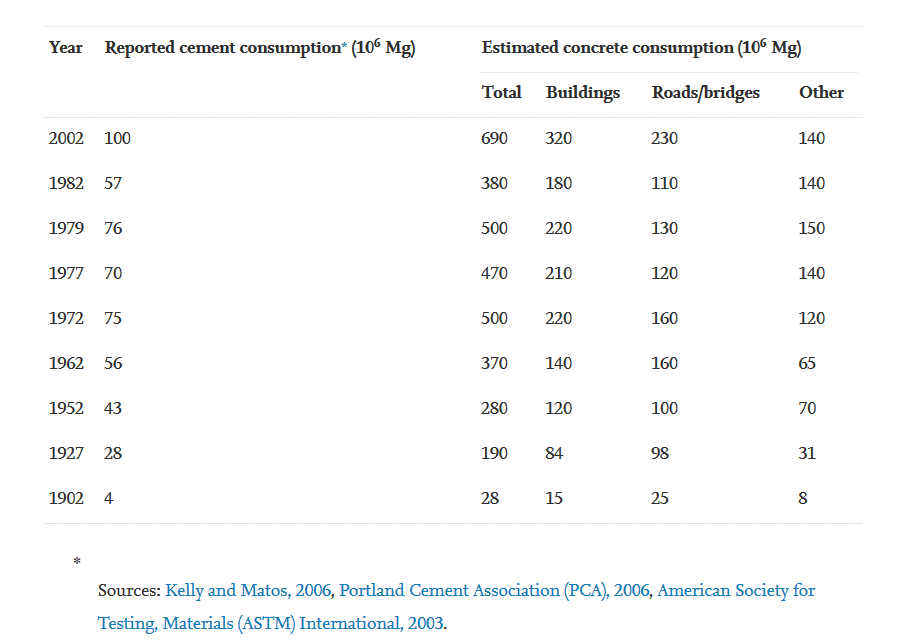 Year Reported cement consumption* (10⁶ Mg) Estimated concrete consumption (10⁶ Mg)
Total Buildings Roads/bridges Other
2002 100 690 320 230 140
1982 57 380 180 110 140
1979 76 500 220 130 150
1977 70 470 210 120 140
1972 75 500 220 160 120
1962 56 370 140 160 65
1952 43 280 120 100 70
1927 28 190 84 98 31
1902 4 28 15 25 8
*
Sources: Kelly and Matos, 2006, Portland Cement Association (PCA), 2006, American Society for
Testing, Materials (ASTM) International, 2003.